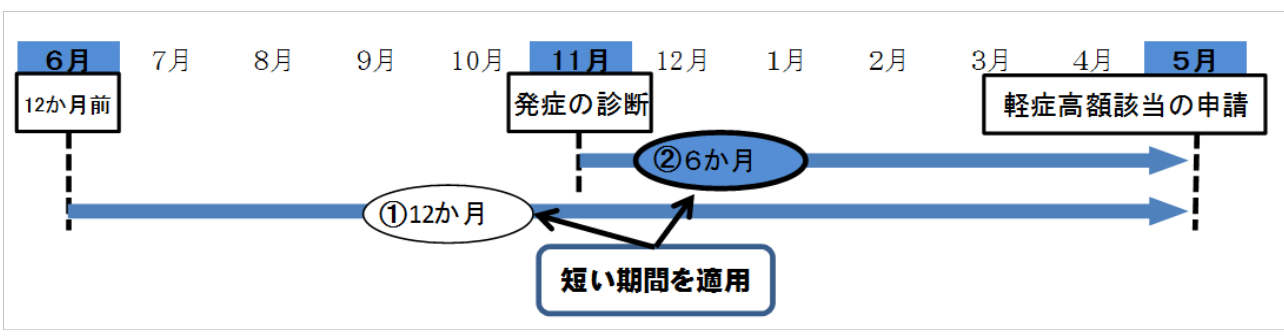 6月 7月 8月 9月 10月 11月 12月 1月 2月 3月 4月 5月
12か月前 発症の診断 軽症高額該当の申請
②6か月
①12か月
短い期間を適用